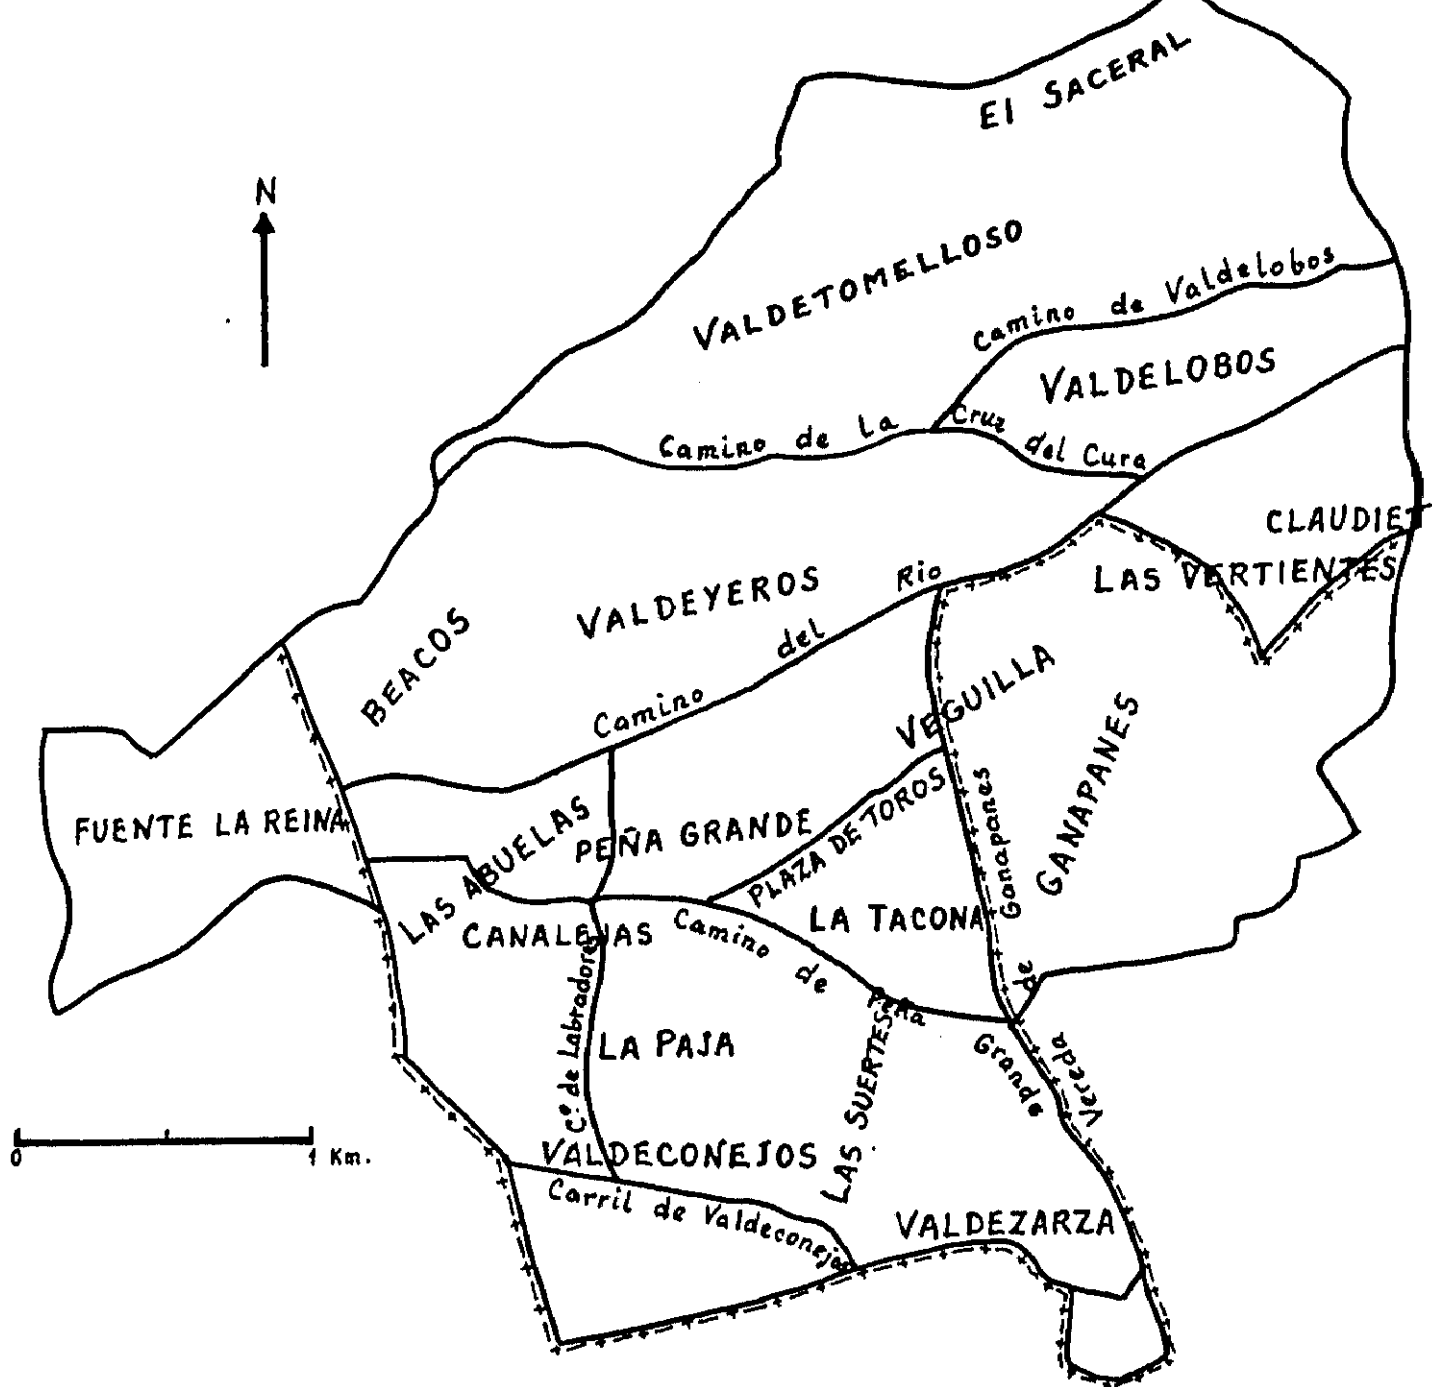 El SACERAL
N
VALDETOMELLOSO
Camino de Valdelobos
VALDELOBOS
Camino de La Cruz del Cura
CLAUDIET
LAS VERTIENTES
VALDEYEROS
BEACOS
Camino del Rio
VEGUILLA
GANAPANES
FUENTE LA REINA
LAS ABUELAS
PEÑA GRANDE
PLAZA DE TOROS
LA TACONA
CANALEJAS
Camino de Peña Grande
Vereda de Ganapanes
Cº. de Labradores
LA PAJA
LAS SUERTES
VALDECONEJOS
Carril de Valdeconejos
VALDEZARZA
0 1 Km.